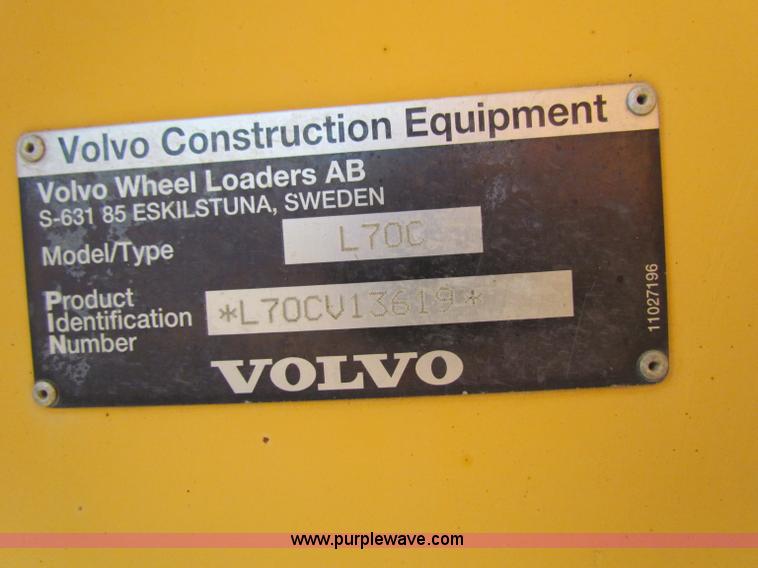 Volvo Construction Equipment
Volvo Wheel Loaders AB
S-631 85 ESKILSTUNA, SWEDEN
Model/Type L70C
Product
Identification
Number
*L70CV13619*
11027196
VOLVO
www.purplewave.com